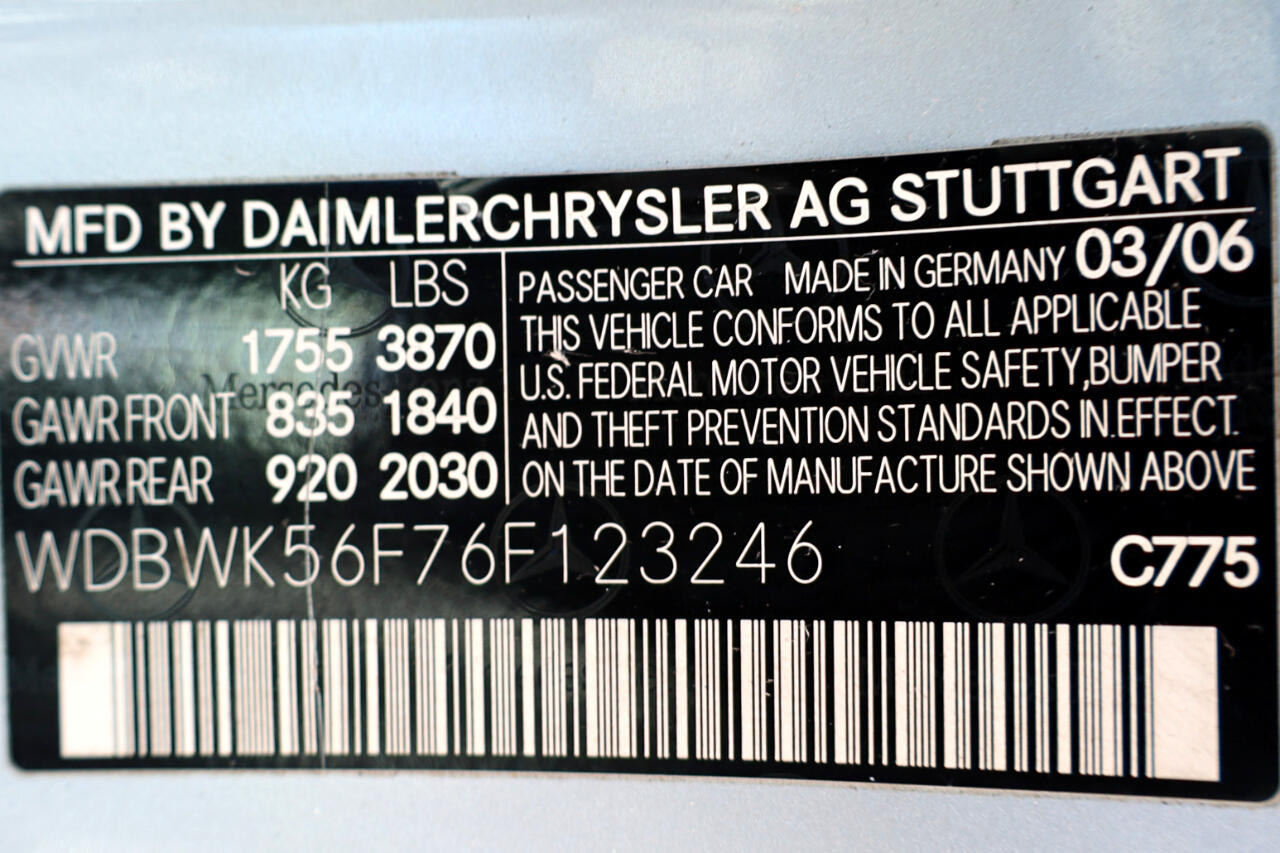 MFD BY DAIMLERCHRYSLER AG STUTTGART
KG LBS
GVWR 1755 3870
GAWR FRONT 835 1840
GAWR REAR 920 2030
PASSENGER CAR MADE IN GERMANY 03/06
THIS VEHICLE CONFORMS TO ALL APPLICABLE
U.S. FEDERAL MOTOR VEHICLE SAFETY,BUMPER
AND THEFT PREVENTION STANDARDS IN.EFFECT.
ON THE DATE OF MANUFACTURE SHOWN ABOVE
WDBWK56F76F123246
C775